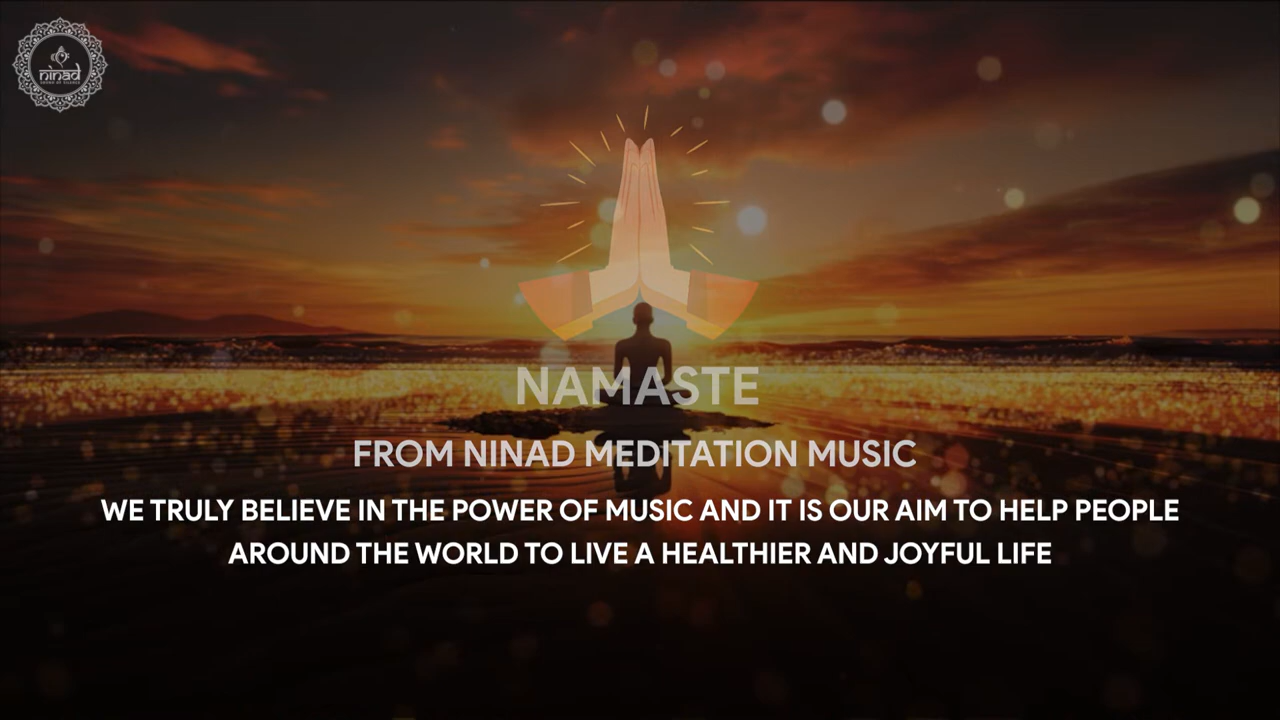 ninad
NAMASTE
FROM NINAD MEDITATION MUSIC
WE TRULY BELIEVE IN THE POWER OF MUSIC AND IT IS OUR AIM TO HELP PEOPLE
AROUND THE WORLD TO LIVE A HEALTHIER AND JOYFUL LIFE